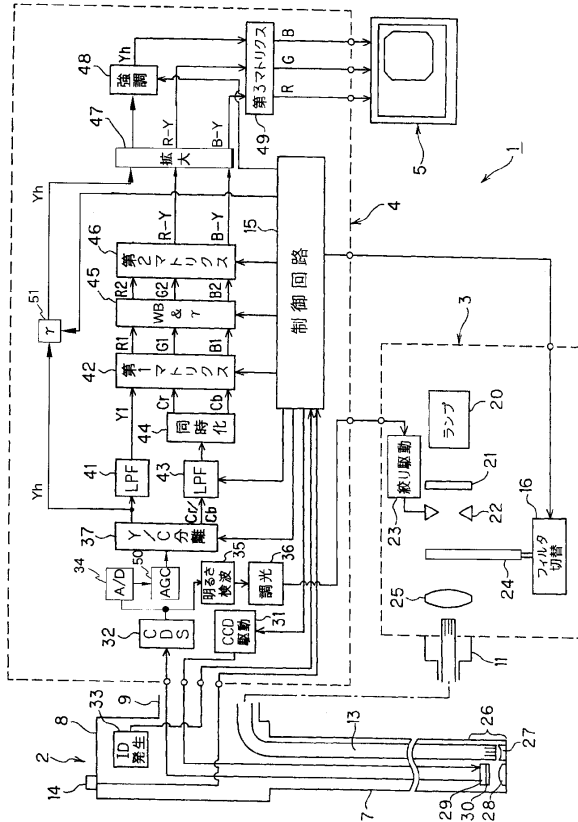 1
2
8
14
33
9
ID発生
7
13
26
27
28
29
30
4
32
CDS
34
A/D
50
AGC
35
明るさ検波
36
調光
31
CCD駆動
37
Y/C分離
Yh
41
LPF
Y1
43
LPF
Cr/Cb
44
同時化
Cr
Cb
42
第1マトリクス
R1
G1
B1
45
WB&γ
R2
G2
B2
46
第2マトリクス
R-Y
B-Y
51
γ
Yh
47
拡大
R-Y
B-Y
48
強調
Yh
49
第3マトリクス
R
G
B
5
15
制御回路
3
20
ランプ
21
22
23
絞り駆動
24
25
16
フィルタ切替
11